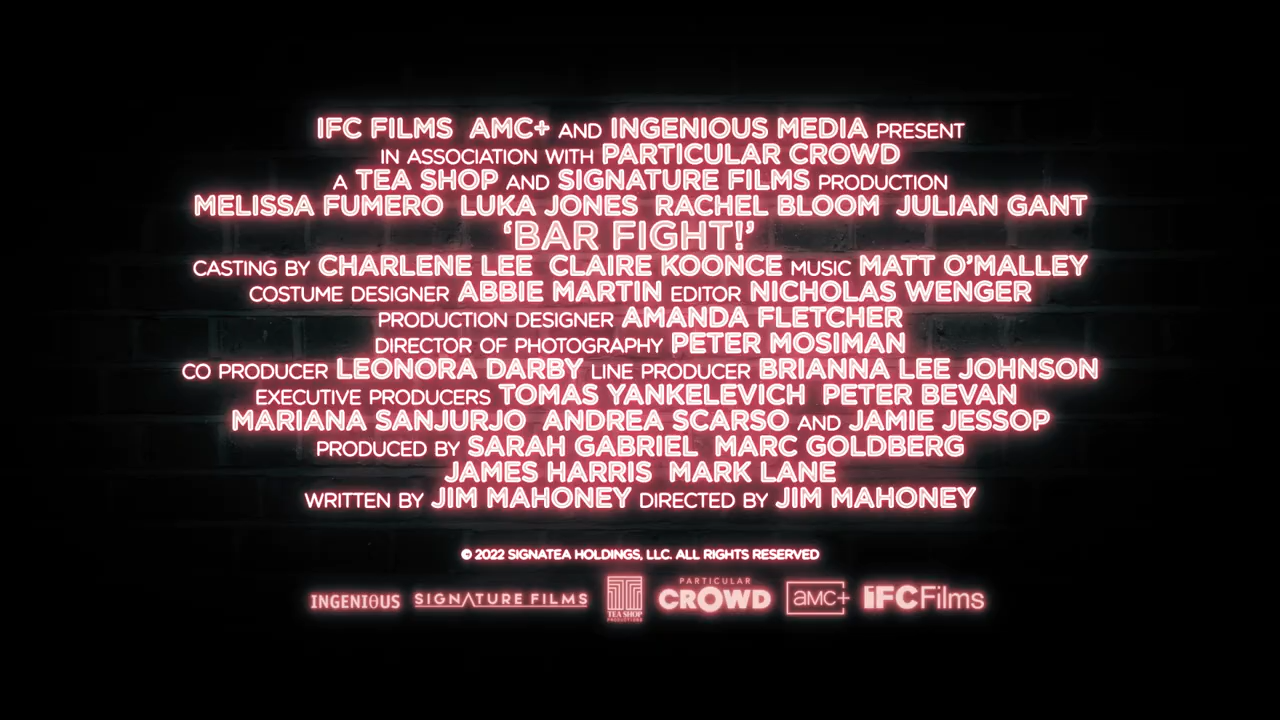 IFC FILMS AMC+ AND INGENIOUS MEDIA PRESENT
IN ASSOCIATION WITH PARTICULAR CROWD
A TEA SHOP AND SIGNATURE FILMS PRODUCTION
MELISSA FUMERO LUKA JONES RACHEL BLOOM JULIAN GANT
‘BAR FIGHT!’
CASTING BY CHARLENE LEE CLAIRE KOONCE MUSIC MATT O’MALLEY
COSTUME DESIGNER ABBIE MARTIN EDITOR NICHOLAS WENGER
PRODUCTION DESIGNER AMANDA FLETCHER
DIRECTOR OF PHOTOGRAPHY PETER MOSIMAN
CO PRODUCER LEONORA DARBY LINE PRODUCER BRIANNA LEE JOHNSON
EXECUTIVE PRODUCERS TOMAS YANKELEVICH PETER BEVAN
MARIANA SANJURJO ANDREA SCARSO AND JAMIE JESSOP
PRODUCED BY SARAH GABRIEL MARC GOLDBERG
JAMES HARRIS MARK LANE
WRITTEN BY JIM MAHONEY DIRECTED BY JIM MAHONEY
© 2022 SIGNATEA HOLDINGS, LLC. ALL RIGHTS RESERVED
INGENIOUS SIGNATURE FILMS TEA SHOP PRODUCTIONS PARTICULAR CROWD amc+ IFC Films